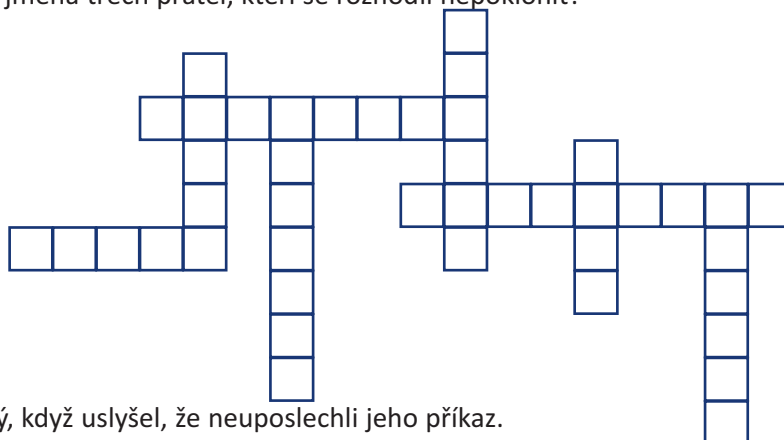 jména třech přátel, kteří se rozhodli nepoklonit?
ý, když uslyšel, že neuposlechli jeho příkaz.